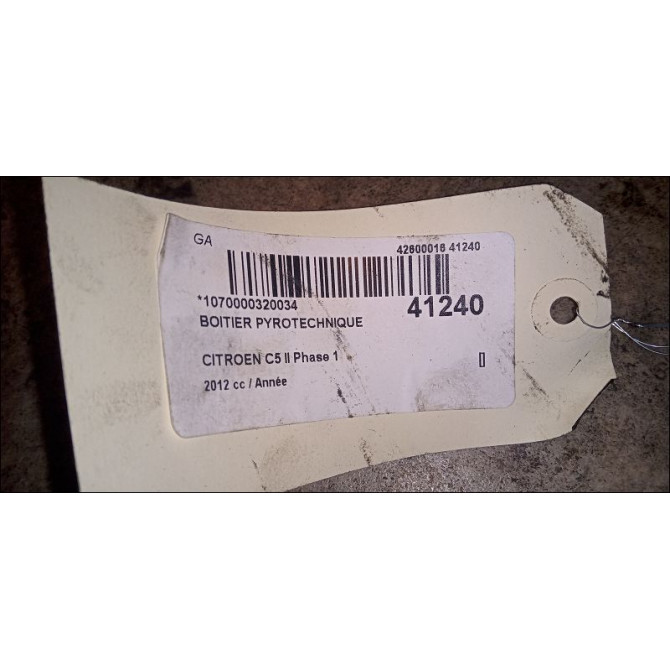 GA
42600016 41240
*1070000320034
41240
BOITIER PYROTECHNIQUE
CITROEN C5 II Phase 1 []
2012 cc / Année